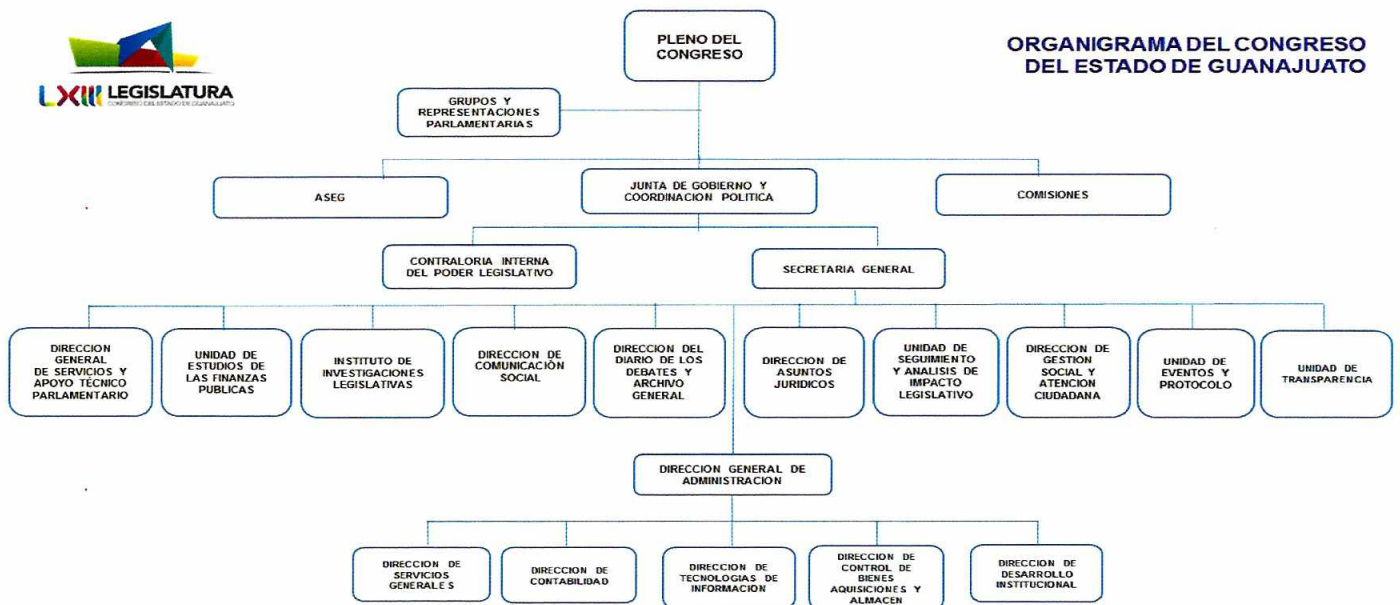 LXIII LEGISLATURA
CONGRESO DEL ESTADO DE GUANAJUATO
ORGANIGRAMA DEL CONGRESO
DEL ESTADO DE GUANAJUATO
PLENO DEL
CONGRESO
GRUPOS Y
REPRESENTACIONES
PARLAMENTARIAS
ASEG
JUNTA DE GOBIERNO Y
COORDINACION POLITICA
COMISIONES
CONTRALORIA INTERNA
DEL PODER LEGISLATIVO
SECRETARIA GENERAL
DIRECCION
GENERAL
DE SERVICIOS Y
APOYO TÉCNICO
PARLAMENTARIO
UNIDAD DE
ESTUDIOS DE
LAS FINANZAS
PUBLICAS
INSTITUTO DE
INVESTIGACIONES
LEGISLATIVAS
DIRECCION DE
COMUNICACIÓN
SOCIAL
DIRECCION DEL
DIARIO DE LOS
DEBATES Y
ARCHIVO
GENERAL
DIRECCION DE
ASUNTOS
JURIDICOS
UNIDAD DE
SEGUIMIENTO
Y ANALISIS DE
IMPACTO
LEGISLATIVO
DIRECCION DE
GESTION
SOCIAL Y
ATENCION
CIUDADANA
UNIDAD DE
EVENTOS Y
PROTOCOLO
UNIDAD DE
TRANSPARENCIA
DIRECCION GENERAL DE
ADMINISTRACION
DIRECCION DE
SERVICIOS
GENERALES
DIRECCION DE
CONTABILIDAD
DIRECCION DE
TECNOLOGIAS DE
INFORMACION
DIRECCION DE
CONTROL DE
BIENES
AQUISICIONES Y
ALMACEN
DIRECCION DE
DESARROLLO
INSTITUCIONAL